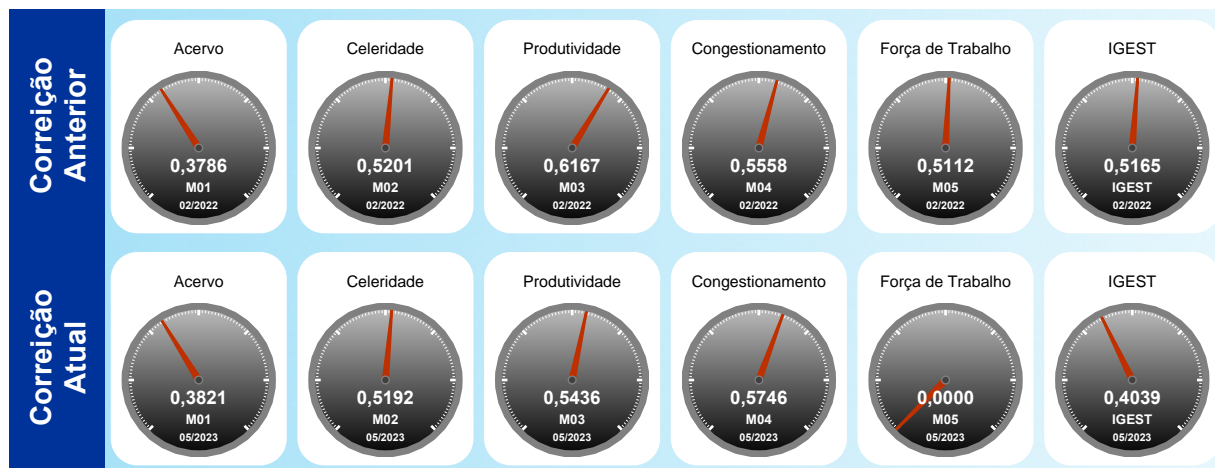 Correição
Anterior
Acervo
0,3786
M01
02/2022
Celeridade
0,5201
M02
02/2022
Produtividade
0,6167
M03
02/2022
Congestionamento
0,5558
M04
02/2022
Força de Trabalho
0,5112
M05
02/2022
IGEST
0,5165
IGEST
02/2022
Correição
Atual
Acervo
0,3821
M01
05/2023
Celeridade
0,5192
M02
05/2023
Produtividade
0,5436
M03
05/2023
Congestionamento
0,5746
M04
05/2023
Força de Trabalho
0,0000
M05
05/2023
IGEST
0,4039
IGEST
05/2023